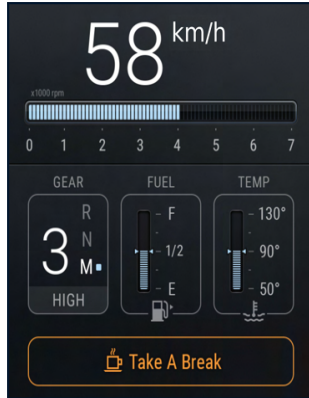 58 km/h
x1000 rpm
0 1 2 3 4 5 6 7
GEAR FUEL TEMP
R F 130°
3 N 1/2 90°
M E 50°
HIGH
Take A Break